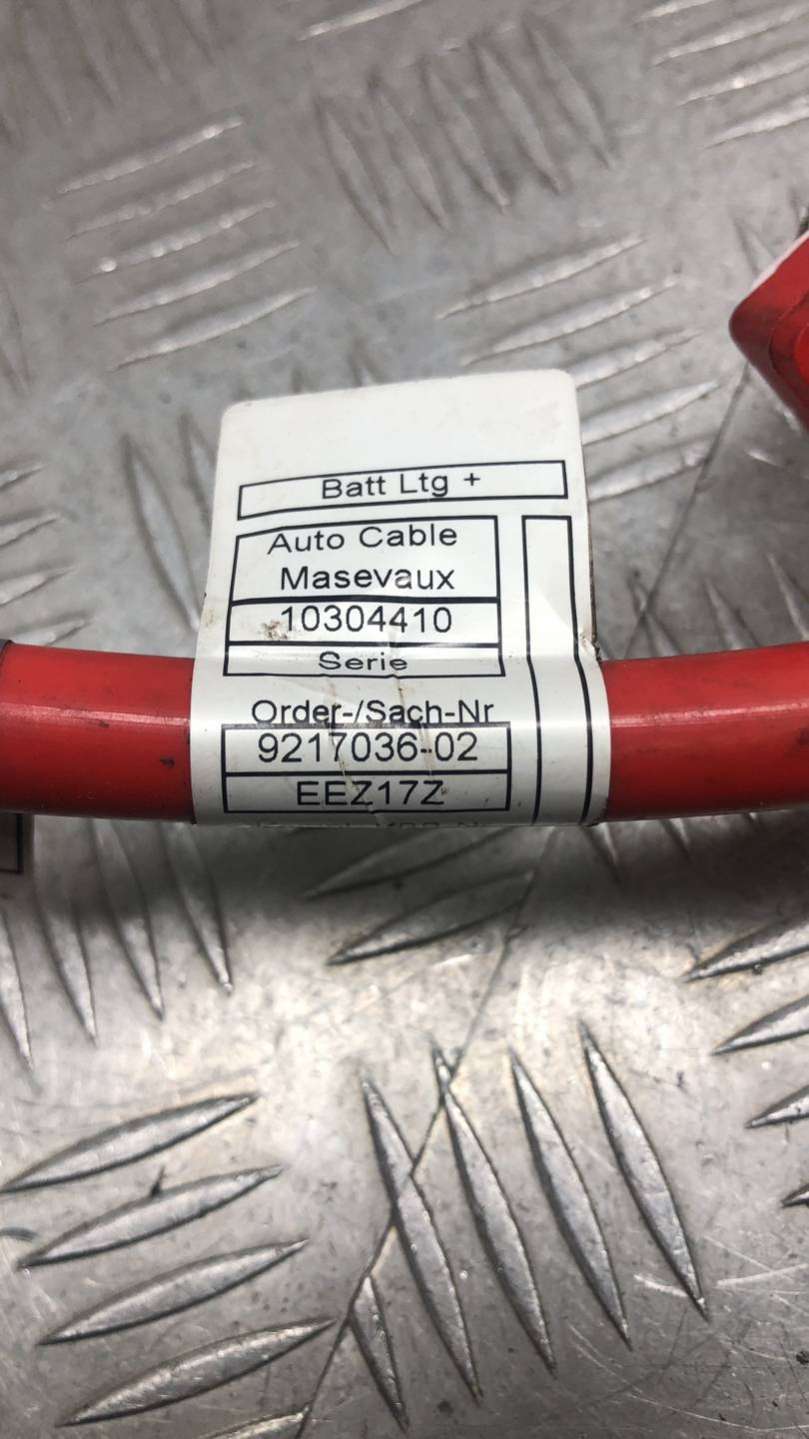 Batt Ltg +
Auto Cable
Masevaux
10304410
Serie
Order-/Sach-Nr
9217036-02
EEZ17Z